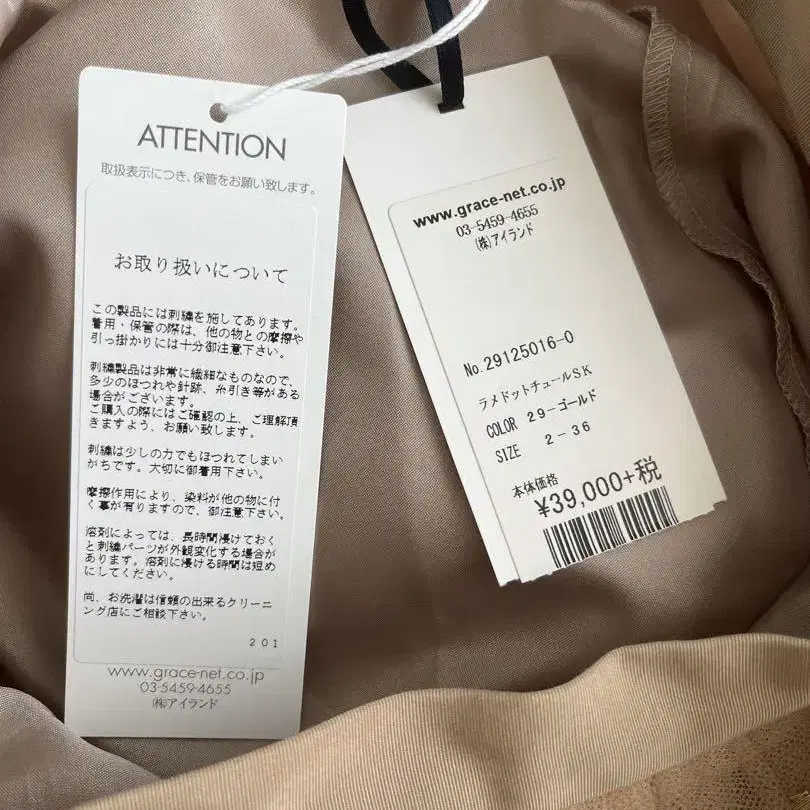 ATTENTION
取扱表示につき、保管をお願い致します。
お取り扱いについて
この製品には刺繍を施してあります。
着用・保管の際は、他の物との摩擦や
引っ掛かりには十分御注意下さい。
刺繍製品は非常に繊細なものなので、
多少のほつれや針跡、糸引き等がある
場合がございます。
ご購入の際にはご確認の上、ご理解頂
きますよう、お願い致します。
刺繍は少しの力でもほつれてしまい
がちです。大切に御着用下さい。
摩擦作用により、染料が他の物に付
く事が有りますので、御注意下さい。
溶剤によっては、長時間浸けておく
と刺繍パーツが外観変化する場合が
あります。溶剤に浸ける時間は短め
にしてください。
尚、お洗濯は信頼の出来るクリーニ
ング店にご相談下さい。
201
www.grace-net.co.jp
03-5459-4655
㈱アイランド
www.grace-net.co.jp
03-5459-4655
㈱アイランド
No.29125016-0
ラメドットチュールSK
COLOR 29-ゴールド
SIZE 2-36
本体価格
¥39,000+税